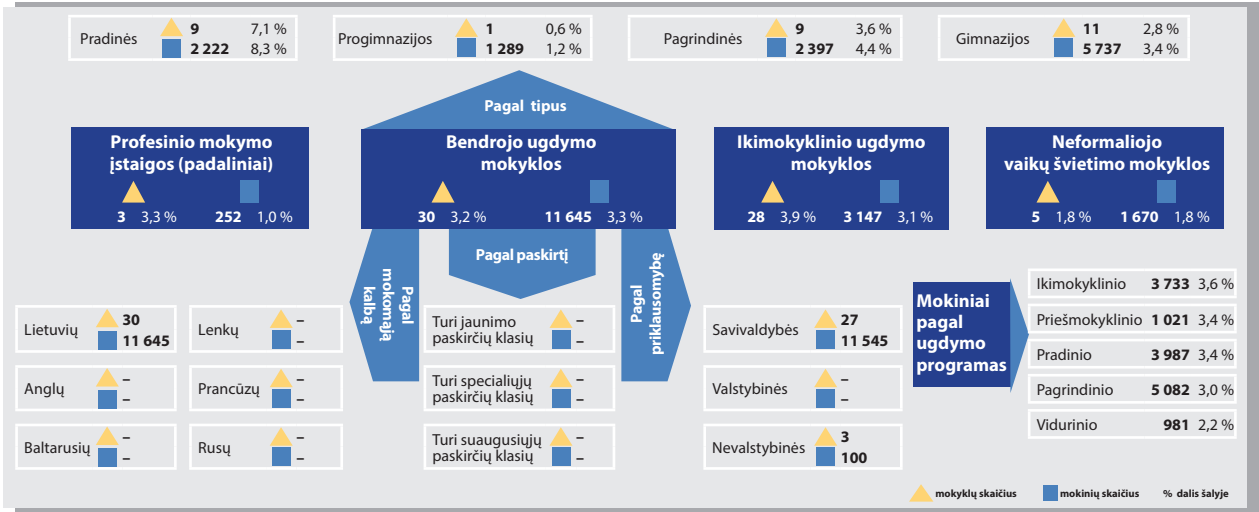 Pradinės 9 7,1 %
2 222 8,3 %
Progimnazijos 1 0,6 %
1 289 1,2 %
Pagrindinės 9 3,6 %
2 397 4,4 %
Gimnazijos 11 2,8 %
5 737 3,4 %
Pagal tipus
Profesinio mokymo
įstaigos (padaliniai)
3 3,3 % 252 1,0 %
Bendrojo ugdymo
mokyklos
30 3,2 % 11 645 3,3 %
Ikimokyklinio ugdymo
mokyklos
28 3,9 % 3 147 3,1 %
Neformaliojo
vaikų švietimo mokyklos
5 1,8 % 1 670 1,8 %
Pagal
mokomąją
kalbą
Pagal paskirtį
Pagal
priklausomybę
Lietuvių 30
11 645
Lenkų –
–
Anglų –
–
Prancūzų –
–
Baltarusių –
–
Rusų –
–
Turi jaunimo
paskirčių klasių
–
–
Turi specialiųjų
paskirčių klasių
–
–
Turi suaugusiųjų
paskirčių klasių
–
–
Savivaldybės 27
11 545
Valstybinės –
–
Nevalstybinės 3
100
Mokiniai
pagal
ugdymo
programas
Ikimokyklinio 3 733 3,6 %
Priešmokyklinio 1 021 3,4 %
Pradinio 3 987 3,4 %
Pagrindinio 5 082 3,0 %
Vidurinio 981 2,2 %
mokyklų skaičius mokinių skaičius % dalis šalyje